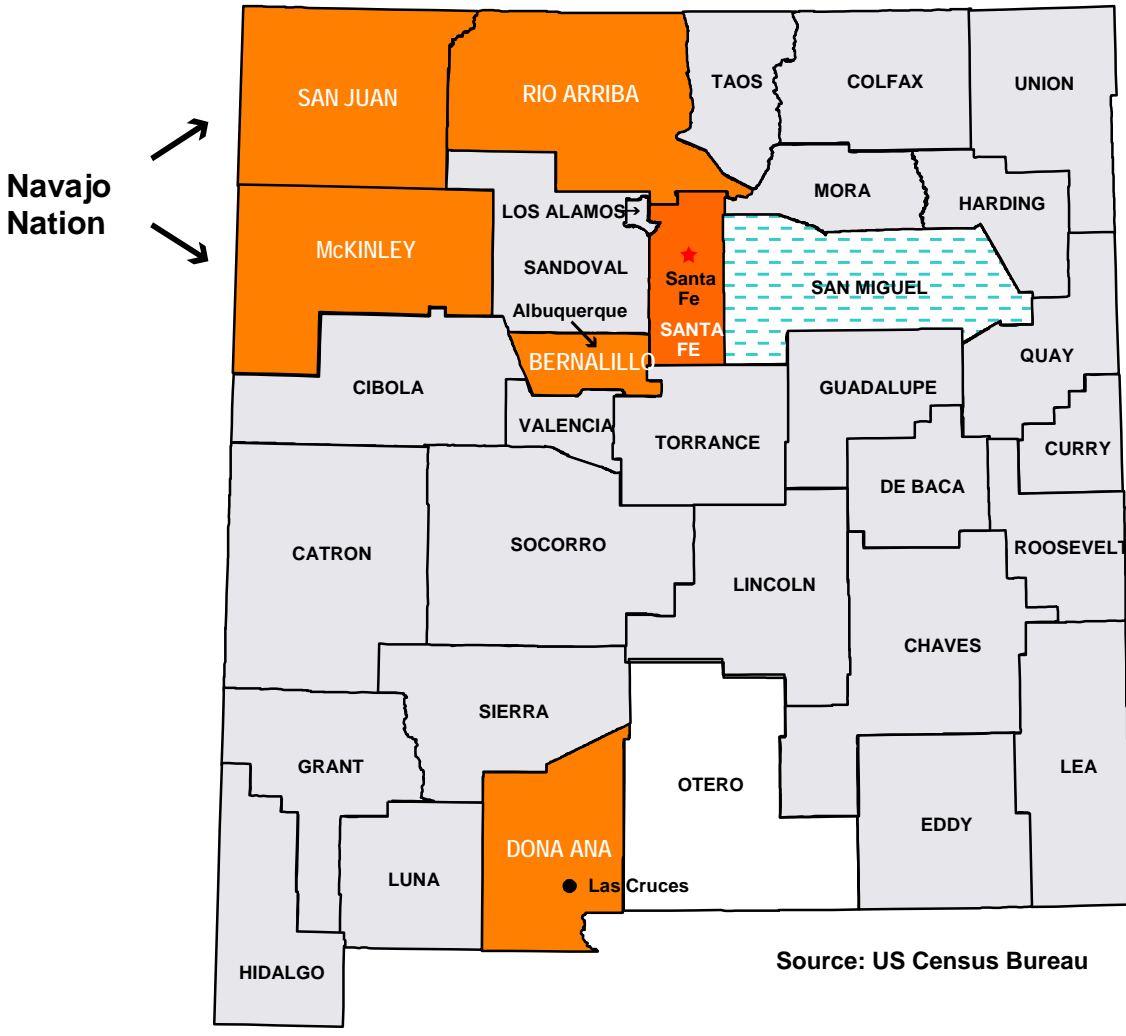 SAN JUAN
RIO ARRIBA
TAOS
COLFAX
UNION
Navajo
Nation
MORA
HARDING
LOS ALAMOS
McKINLEY
SANDOVAL
Santa
Fe
SAN MIGUEL
Albuquerque
SANTA
FE
BERNALILLO
QUAY
CIBOLA
GUADALUPE
VALENCIA
TORRANCE
CURRY
DE BACA
CATRON
SOCORRO
ROOSEVELT
LINCOLN
CHAVES
SIERRA
GRANT
OTERO
LEA
EDDY
DONA ANA
LUNA
Las Cruces
HIDALGO
Source: US Census Bureau